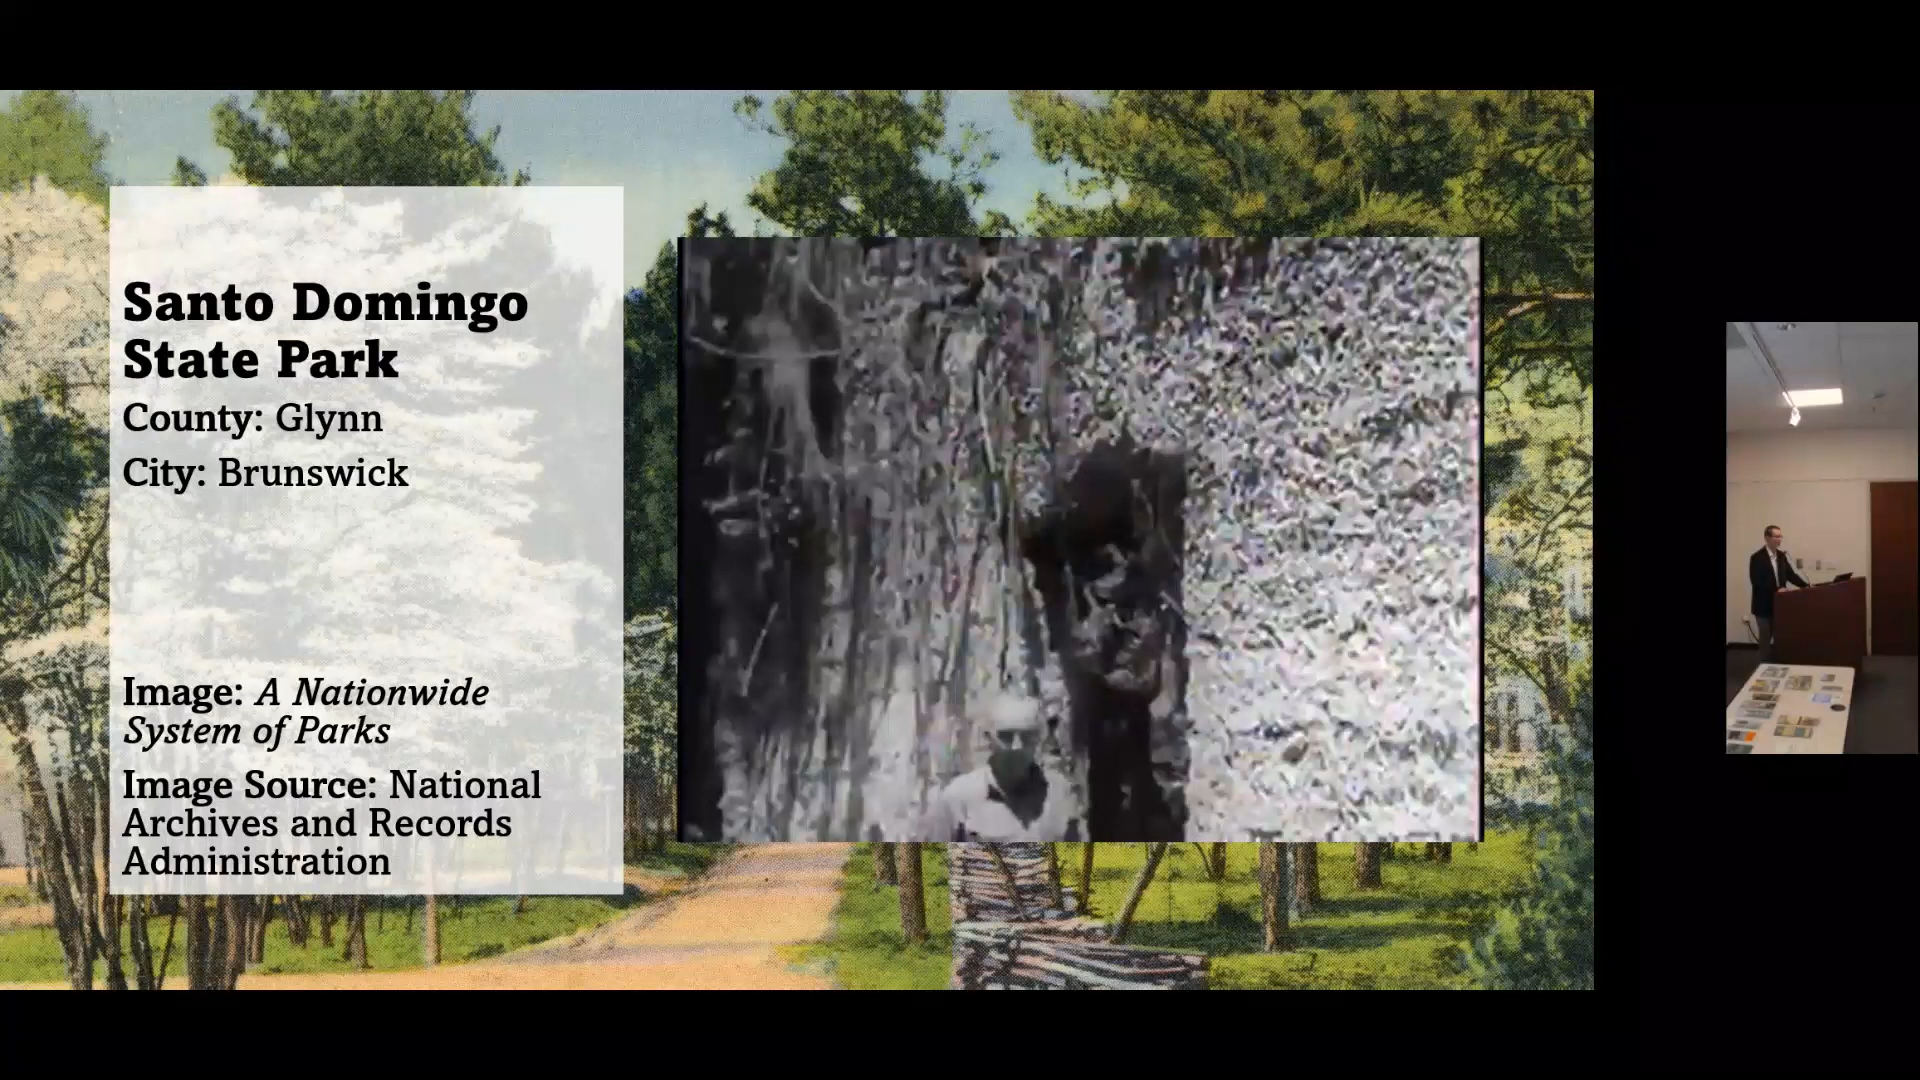 Santo Domingo
State Park
County: Glynn
City: Brunswick
Image: A Nationwide
System of Parks
Image Source: National
Archives and Records
Administration